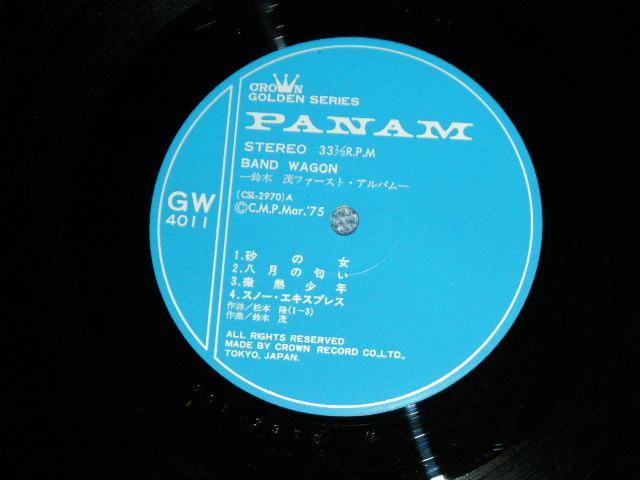 CROWN
GOLDEN SERIES
PANAM
STEREO 33⅓R.P.M
BAND WAGON
―鈴木 茂ファースト・アルバム―
(CSL-2970)A
©C.M.P.Mar.'75
GW
4011
1.砂の女
2.八月の匂い
3.微熱少年
4.スノー・エキスプレス
作詩／松本 隆(1～3)
作曲／鈴木 茂
ALL RIGHTS RESERVED
MADE BY CROWN RECORD CO.,LTD.,
TOKYO, JAPAN.